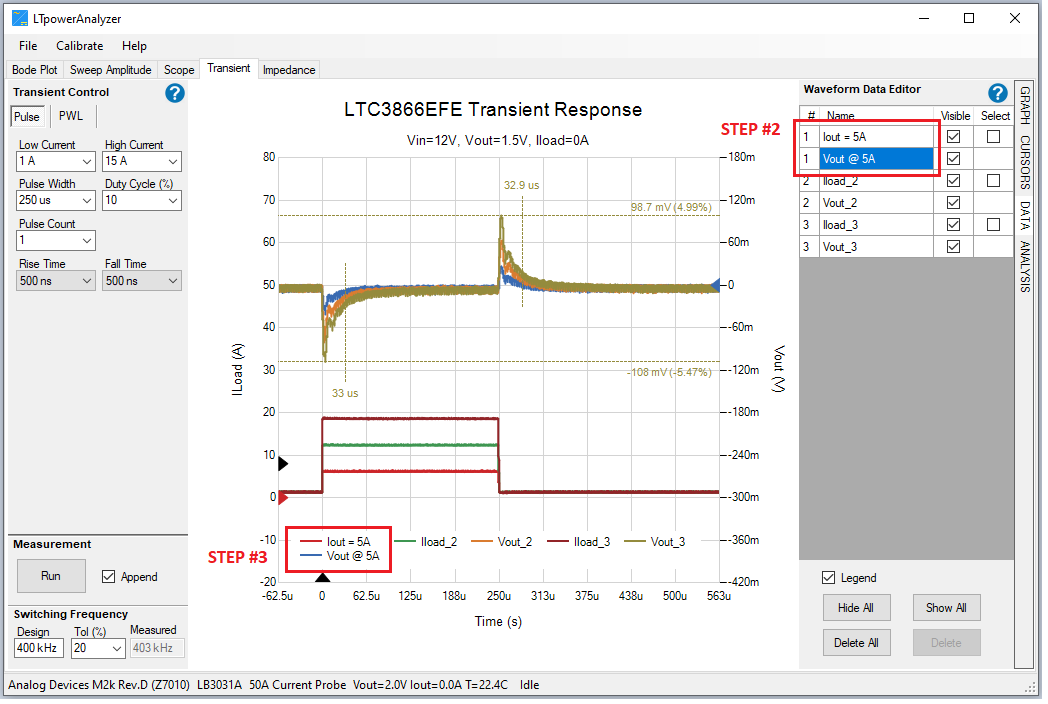 LTpowerAnalyzer
File Calibrate Help
Bode Plot Sweep Amplitude Scope Transient Impedance
Transient Control ?
Pulse PWL
Low Current High Current
1 A 15 A
Pulse Width Duty Cycle (%)
250 us 10
Pulse Count
1
Rise Time Fall Time
500 ns 500 ns
Measurement
Run Append
Switching Frequency
Design Tol (%) Measured
400 kHz 20 403 kHz
LTC3866EFE Transient Response
Vin=12V, Vout=1.5V, Iload=0A
STEP #2
80 180m
70 120m
60 60m
50 0
40 -60m
30 -120m
20 -180m
10 -240m
0 -300m
-10 -360m
-20 -420m
32.9 us
98.7 mV (4.99%)
-108 mV (-5.47%)
33 us
ILoad (A)
Vout (V)
STEP #3
Iout = 5A Iload_2 Vout_2 Iload_3 Vout_3
Vout @ 5A
-62.5u 0 62.5u 125u 188u 250u 313u 375u 438u 500u 563u
Time (s)
Waveform Data Editor ?
# Name Visible Select
1 Iout = 5A
1 Vout @ 5A
2 Iload_2
2 Vout_2
3 Iload_3
3 Vout_3
Legend
Hide All Show All
Delete All Delete
GRAPH CURSORS DATA ANALYSIS
Analog Devices M2k Rev.D (Z7010) LB3031A 50A Current Probe Vout=2.0V Iout=0.0A T=22.4C Idle